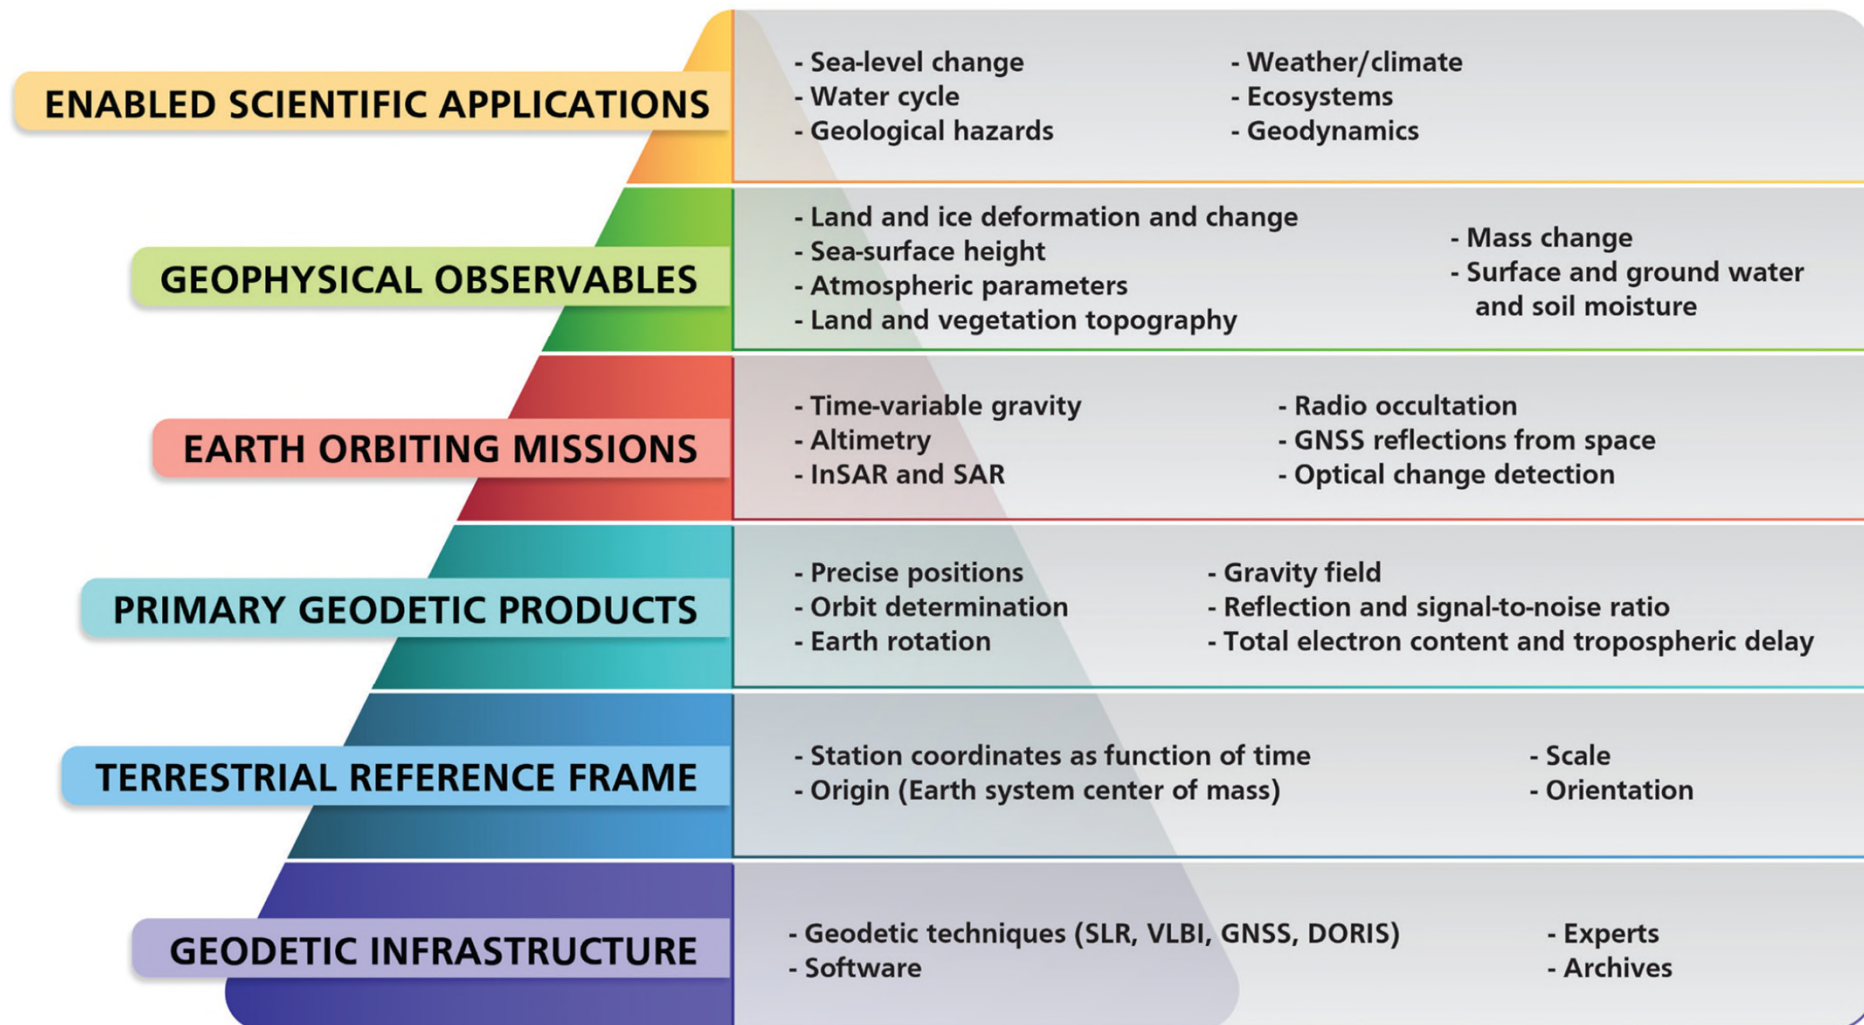 ENABLED SCIENTIFIC APPLICATIONS
- Sea-level change
- Water cycle
- Geological hazards
- Weather/climate
- Ecosystems
- Geodynamics
GEOPHYSICAL OBSERVABLES
- Land and ice deformation and change
- Sea-surface height
- Atmospheric parameters
- Land and vegetation topography
- Mass change
- Surface and ground water
and soil moisture
EARTH ORBITING MISSIONS
- Time-variable gravity
- Altimetry
- InSAR and SAR
- Radio occultation
- GNSS reflections from space
- Optical change detection
PRIMARY GEODETIC PRODUCTS
- Precise positions
- Orbit determination
- Earth rotation
- Gravity field
- Reflection and signal-to-noise ratio
- Total electron content and tropospheric delay
TERRESTRIAL REFERENCE FRAME
- Station coordinates as function of time
- Origin (Earth system center of mass)
- Scale
- Orientation
GEODETIC INFRASTRUCTURE
- Geodetic techniques (SLR, VLBI, GNSS, DORIS)
- Software
- Experts
- Archives